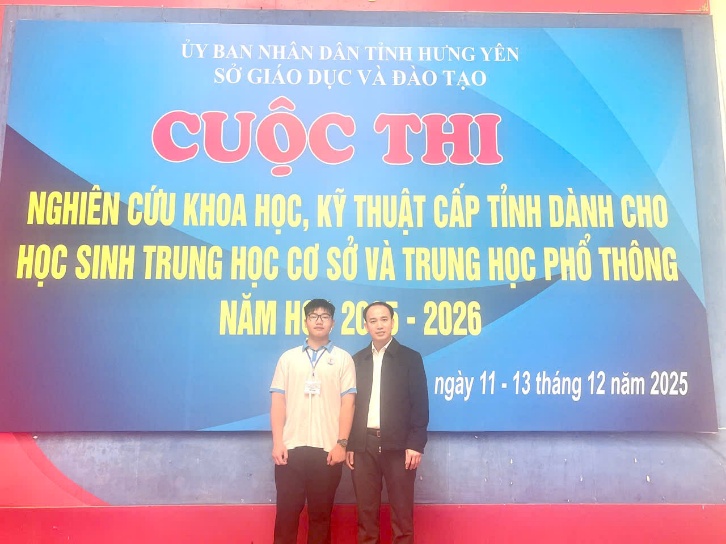 ỦY BAN NHÂN DÂN TỈNH HƯNG YÊN
SỞ GIÁO DỤC VÀ ĐÀO TẠO
CUỘC THI
NGHIÊN CỨU KHOA HỌC, KỸ THUẬT CẤP TỈNH DÀNH CHO
HỌC SINH TRUNG HỌC CƠ SỞ VÀ TRUNG HỌC PHỔ THÔNG
NĂM - 2026
ngày 11 - 13 tháng 12 năm 2025